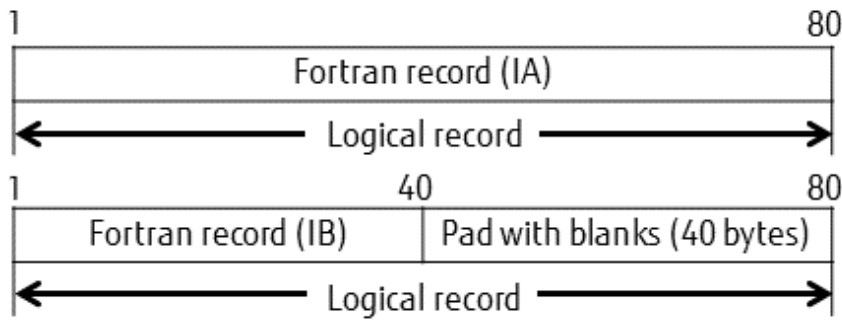 1 80
Fortran record (IA)
Logical record
1 40 80
Fortran record (IB) Pad with blanks (40 bytes)
Logical record